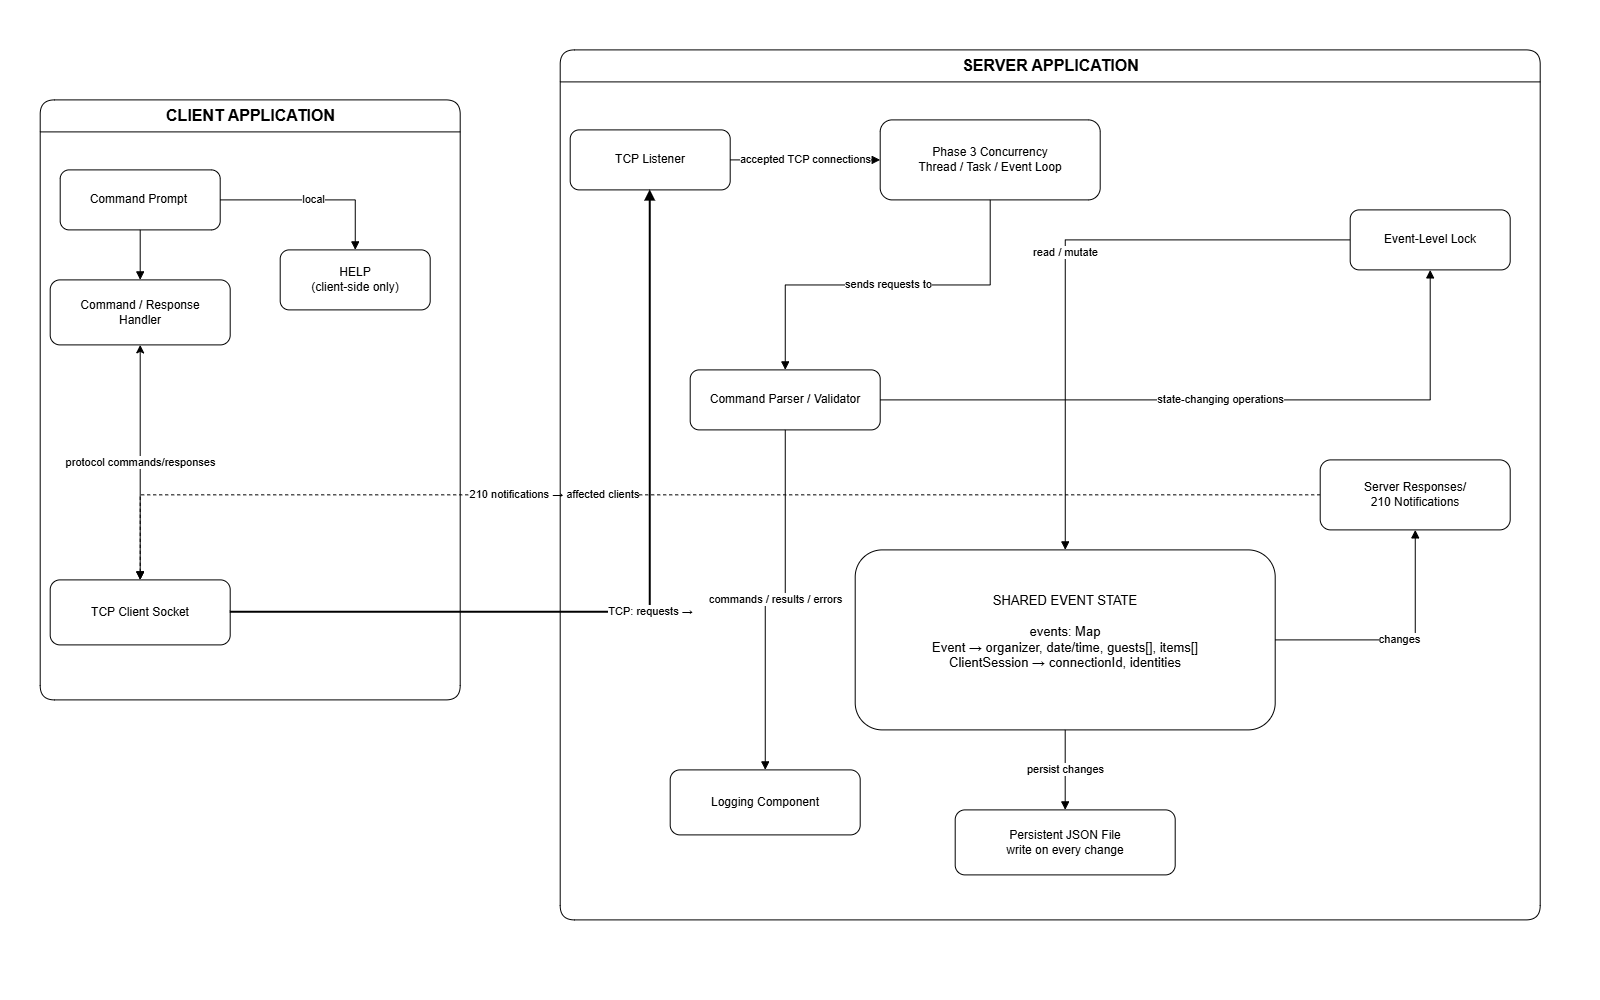 SERVER APPLICATION
CLIENT APPLICATION
TCP Listener
accepted TCP connections
Phase 3 Concurrency
Thread / Task / Event Loop
Command Prompt
local
HELP
(client-side only)
Command / Response
Handler
Event-Level Lock
read / mutate
sends requests to
Command Parser / Validator
state-changing operations
protocol commands/responses
210 notifications → affected clients
Server Responses/
210 Notifications
TCP Client Socket
TCP: requests →
commands / results / errors
SHARED EVENT STATE
events: Map
Event → organizer, date/time, guests[], items[]
ClientSession → connectionId, identities
changes
persist changes
Logging Component
Persistent JSON File
write on every change